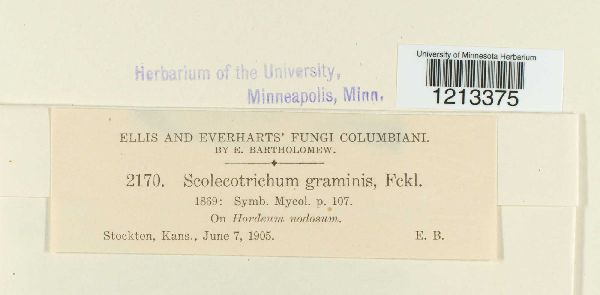 University of Minnesota Herbarium
1213375
Herbarium of the University,
Minneapolis, Minn.
ELLIS AND EVERHARTS' FUNGI COLUMBIANI.
BY E. BARTHOLOMEW.
2170. Scolecotrichum graminis, Fckl.
1869: Symb. Mycol. p. 107.
On Hordeum nodosum.
Stockton, Kans., June 7, 1905. E. B.